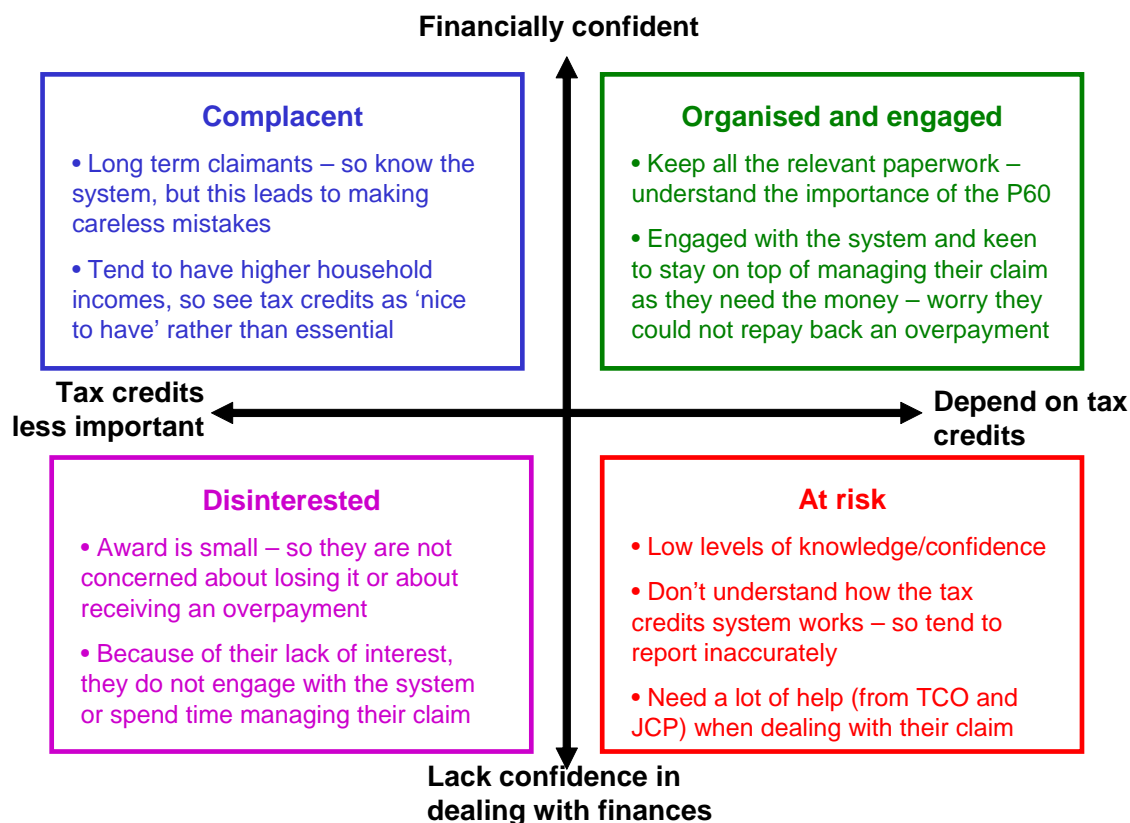 Financially confident
Complacent
• Long term claimants – so know the
system, but this leads to making
careless mistakes
• Tend to have higher household
incomes, so see tax credits as ‘nice
to have’ rather than essential
Organised and engaged
• Keep all the relevant paperwork –
understand the importance of the P60
• Engaged with the system and keen
to stay on top of managing their claim
as they need the money – worry they
could not repay back an overpayment
Tax credits
less important
Depend on tax
credits
Disinterested
• Award is small – so they are not
concerned about losing it or about
receiving an overpayment
• Because of their lack of interest,
they do not engage with the system
or spend time managing their claim
At risk
• Low levels of knowledge/confidence
• Don’t understand how the tax
credits system works – so tend to
report inaccurately
• Need a lot of help (from TCO and
JCP) when dealing with their claim
Lack confidence in
dealing with finances